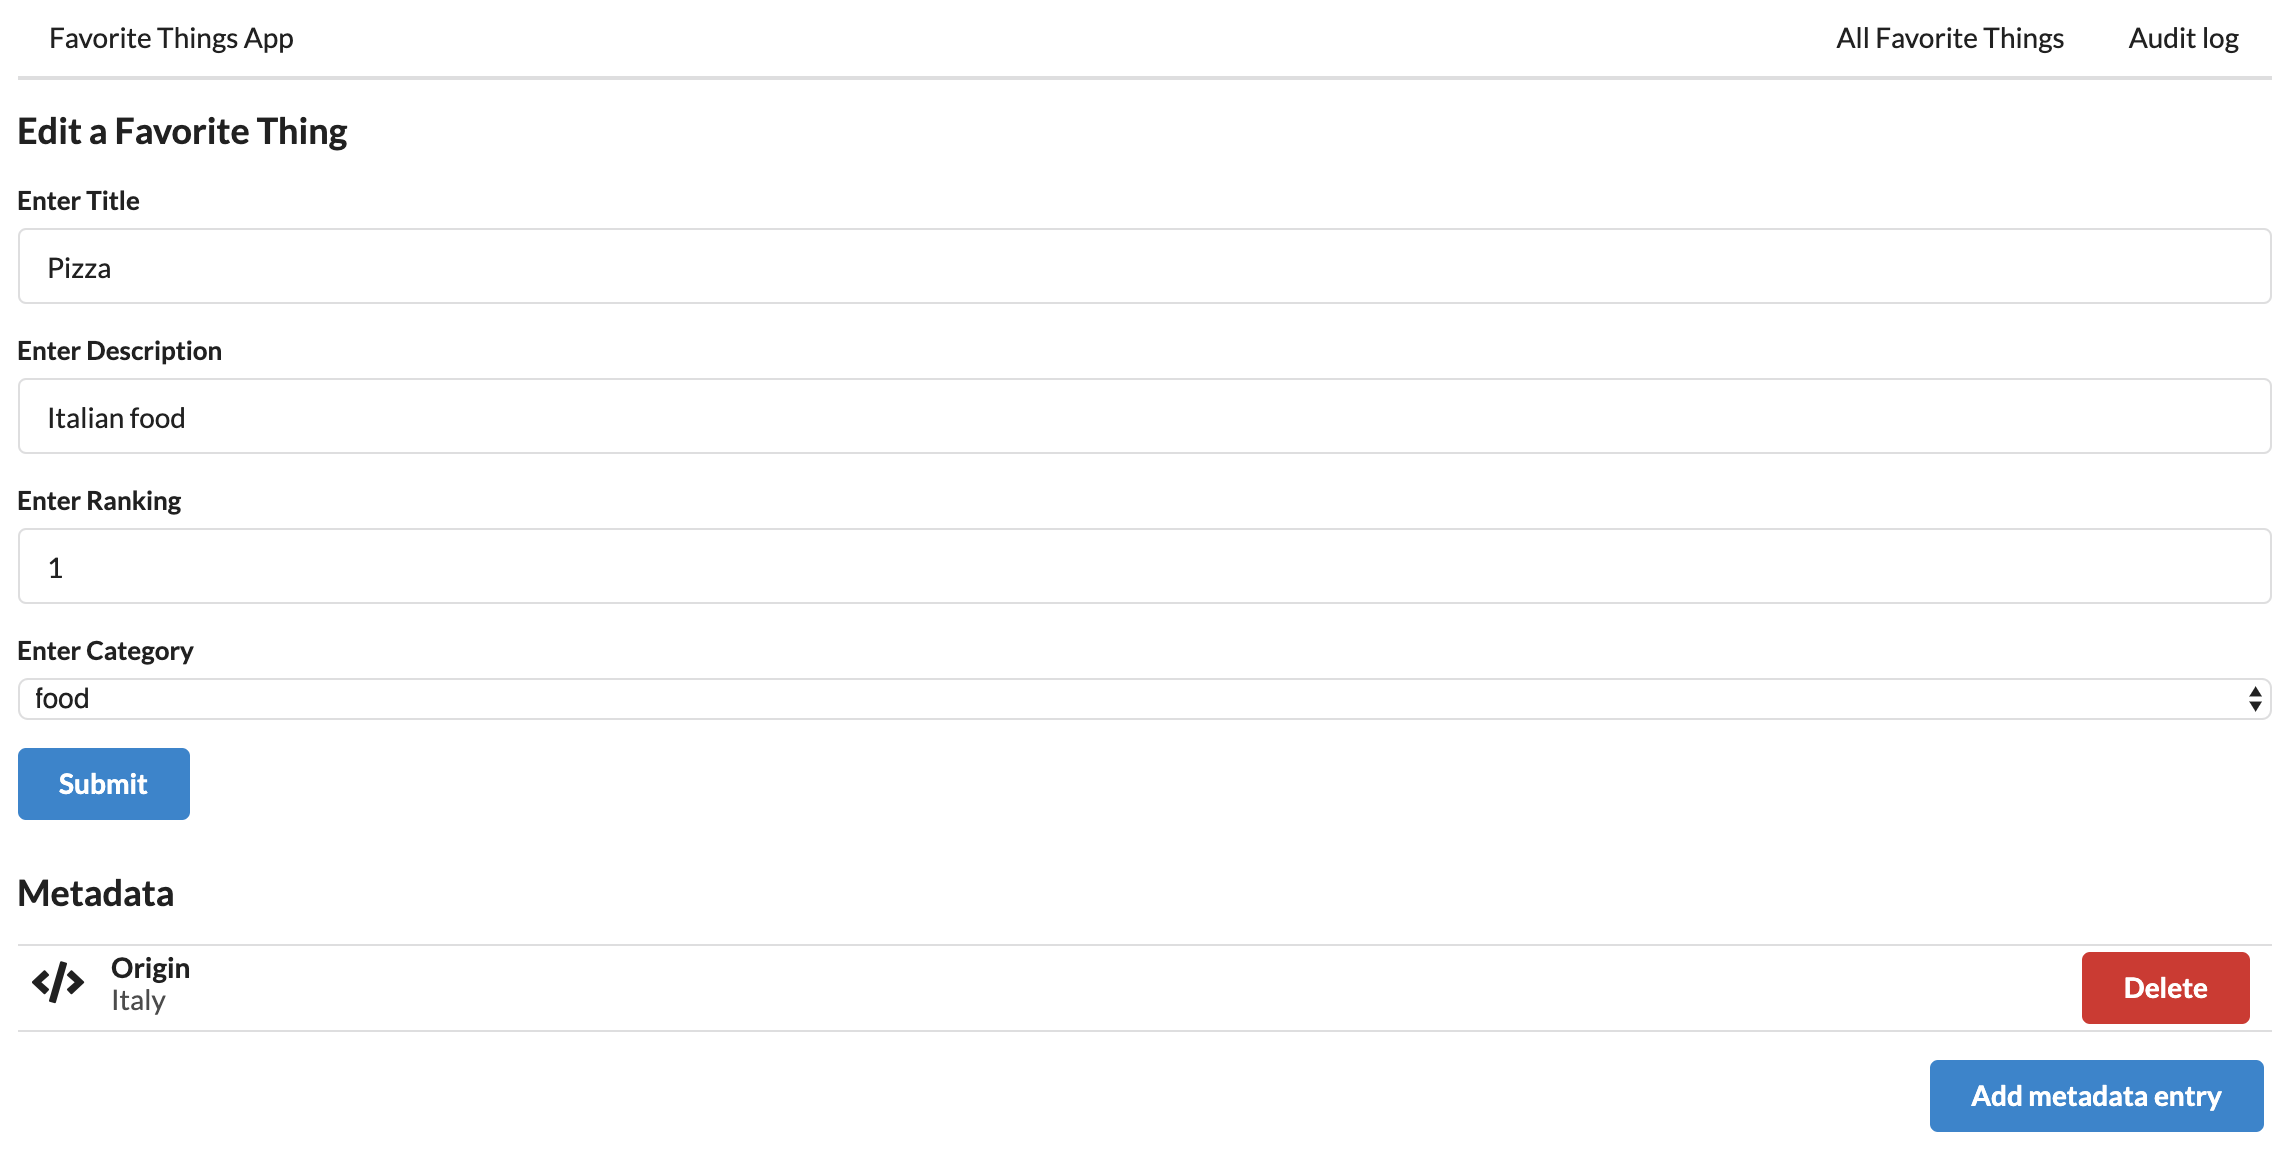 Favorite Things App All Favorite Things Audit log
Edit a Favorite Thing
Enter Title
Pizza
Enter Description
Italian food
Enter Ranking
1
Enter Category
food
Submit
Metadata
Origin
Italy
Delete
Add metadata entry